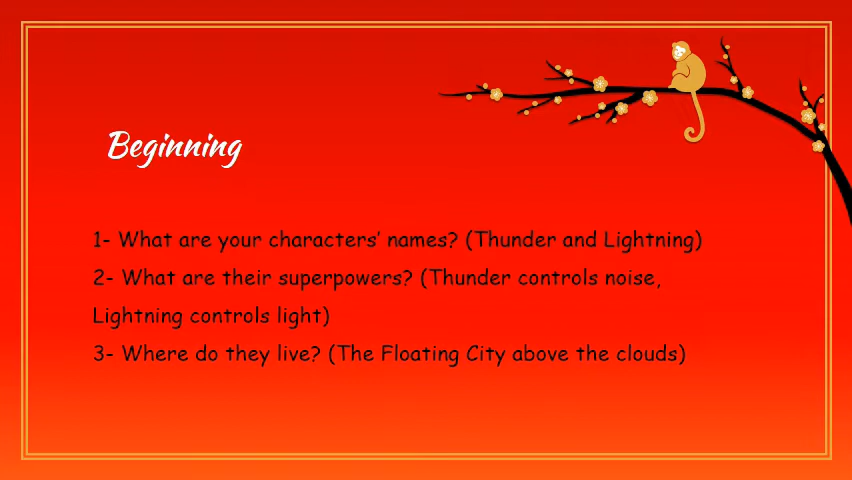 Beginning
1- What are your characters' names? (Thunder and Lightning)
2- What are their superpowers? (Thunder controls noise,
Lightning controls light)
3- Where do they live? (The Floating City above the clouds)